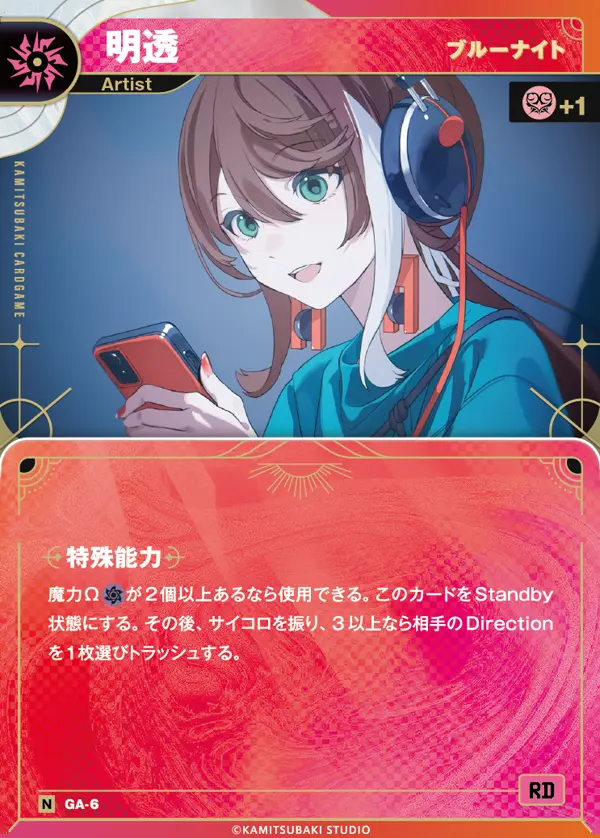 明透
ブルーナイト
Artist
+1
KAMITSUBAKI CARDGAME
特殊能力
魔力Ωが2個以上あるなら使用できる。このカードをStandby
状態にする。その後、サイコロを振り、3以上なら相手のDirection
を1枚選びトラッシュする。
N GA-6
RD
©KAMITSUBAKI STUDIO